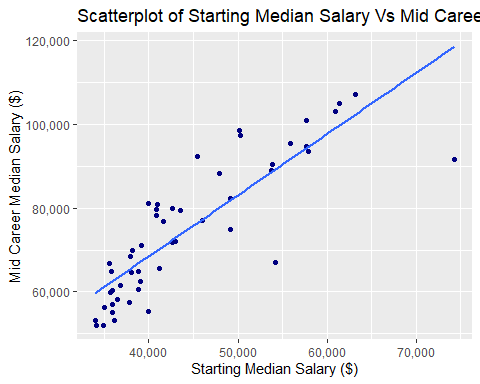 Scatterplot of Starting Median Salary Vs Mid Caree
120,000
100,000
80,000
60,000
Mid Career Median Salary ($)
40,000 50,000 60,000 70,000
Starting Median Salary ($)